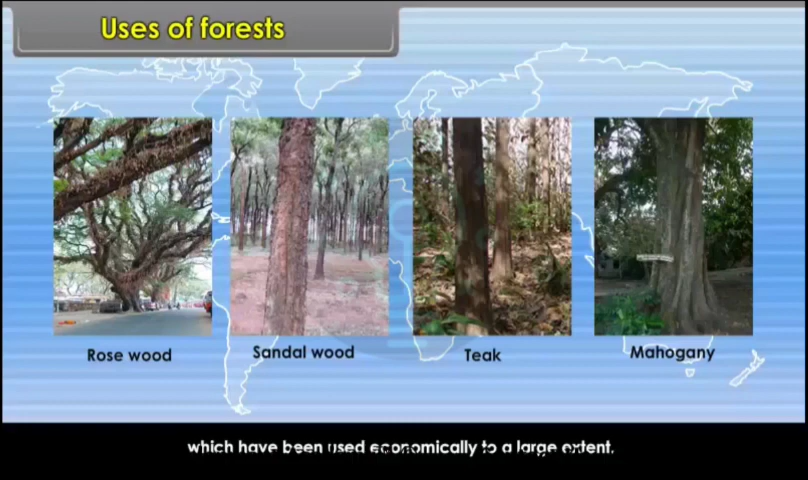 Uses of forests
Rose wood
Sandal wood
Teak
Mahogany
which have been used economically to a large extent.